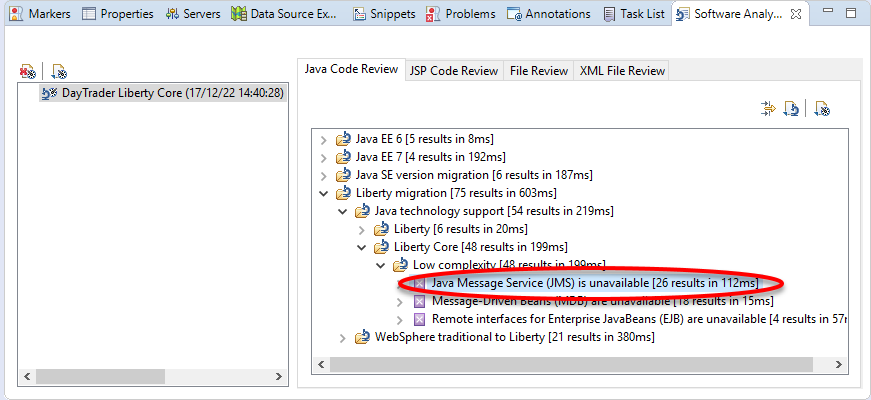 Markers Properties Servers Data Source Ex... Snippets Problems Annotations Task List Software Analy...
DayTrader Liberty Core (17/12/22 14:40:28)
Java Code Review JSP Code Review File Review XML File Review
Java EE 6 [5 results in 8ms]
Java EE 7 [4 results in 192ms]
Java SE version migration [6 results in 187ms]
Liberty migration [75 results in 603ms]
Java technology support [54 results in 219ms]
Liberty [6 results in 20ms]
Liberty Core [48 results in 199ms]
Low complexity [48 results in 199ms]
Java Message Service (JMS) is unavailable [26 results in 112ms]
Message-Driven Beans (MDB) are unavailable [18 results in 15ms]
Remote interfaces for Enterprise JavaBeans (EJB) are unavailable [4 results in 57m
WebSphere traditional to Liberty [21 results in 380ms]